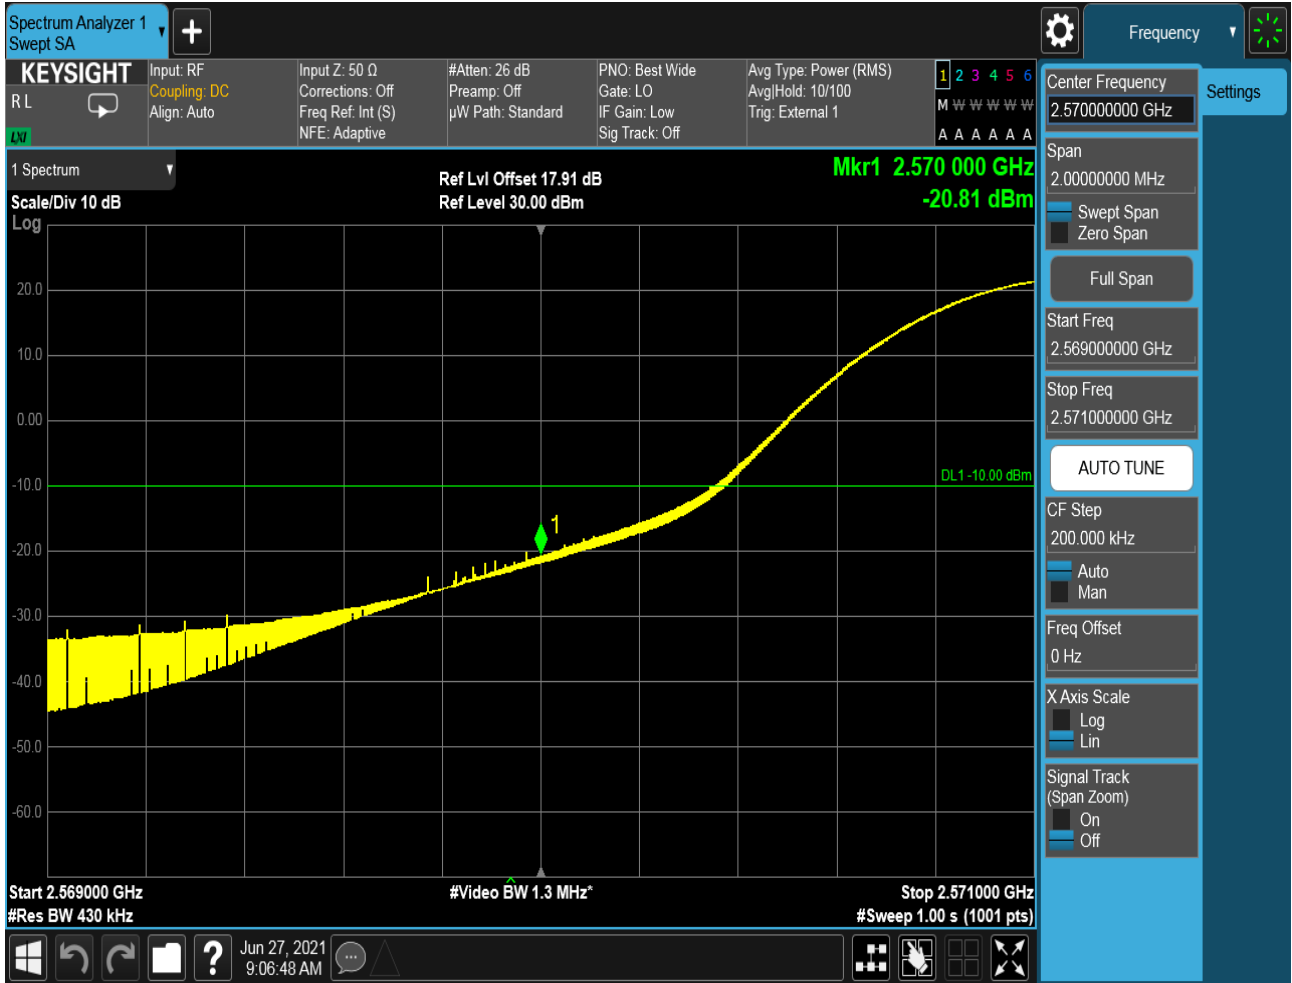 Spectrum Analyzer 1
Swept SA
Frequency
KEYSIGHT
R L
LXI
Input: RF
Coupling: DC
Align: Auto
Input Z: 50 Ω
Corrections: Off
Freq Ref: Int (S)
NFE: Adaptive
#Atten: 26 dB
Preamp: Off
µW Path: Standard
PNO: Best Wide
Gate: LO
IF Gain: Low
Sig Track: Off
Avg Type: Power (RMS)
Avg|Hold: 10/100
Trig: External 1
1 2 3 4 5 6
M W W W W W
A A A A A A
1 Spectrum
Scale/Div 10 dB
Log
Ref Lvl Offset 17.91 dB
Ref Level 30.00 dBm
Mkr1 2.570 000 GHz
-20.81 dBm
20.0
10.0
0.00
-10.0
-20.0
-30.0
-40.0
-50.0
-60.0
DL1 -10.00 dBm
1
Start 2.569000 GHz
#Res BW 430 kHz
#Video BW 1.3 MHz*
Stop 2.571000 GHz
#Sweep 1.00 s (1001 pts)
Center Frequency
2.570000000 GHz
Settings
Span
2.00000000 MHz
Swept Span
Zero Span
Full Span
Start Freq
2.569000000 GHz
Stop Freq
2.571000000 GHz
AUTO TUNE
CF Step
200.000 kHz
Auto
Man
Freq Offset
0 Hz
X Axis Scale
Log
Lin
Signal Track
(Span Zoom)
On
Off
?
Jun 27, 2021
9:06:48 AM